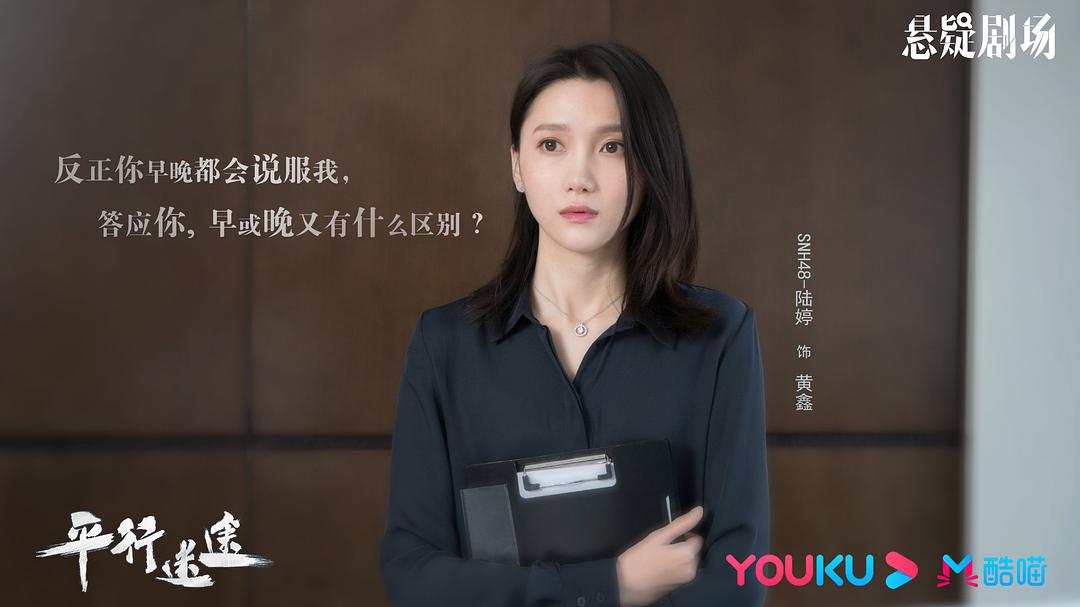 悬疑剧场
反正你早晚都会说服我，
答应你，早或晚又有什么区别？
SNH48-陆婷 饰 黄鑫
平行迷途
YOUKU 酷喵